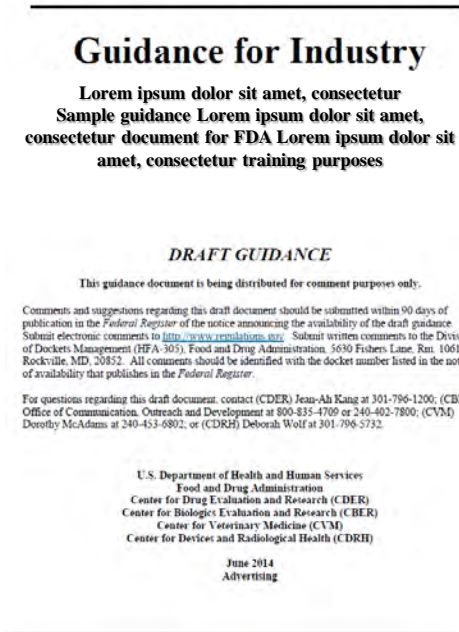 Guidance for Industry
Lorem ipsum dolor sit amet, consectetur
Sample guidance Lorem ipsum dolor sit amet,
consectetur document for FDA Lorem ipsum dolor sit
amet, consectetur training purposes
DRAFT GUIDANCE
This guidance document is being distributed for comment purposes only.
Comments and suggestions regarding this draft document should be submitted within 90 days of
publication in the Federal Register of the notice announcing the availability of the draft guidance.
Submit electronic comments to http://www.regulations.gov. Submit written comments to the Divis
of Dockets Management (HFA-305), Food and Drug Administration, 5630 Fishers Lane, Rm. 1061
Rockville, MD, 20852. All comments should be identified with the docket number listed in the not
of availability that publishes in the Federal Register.
For questions regarding this draft document, contact (CDER) Jean-Ah Kang at 301-796-1200; (CBE
Office of Communication, Outreach and Development at 800-835-4709 or 240-402-7800; (CVM)
Dorothy McAdams at 240-453-6802; or (CDRH) Deborah Wolf at 301-796-5732.
U.S. Department of Health and Human Services
Food and Drug Administration
Center for Drug Evaluation and Research (CDER)
Center for Biologics Evaluation and Research (CBER)
Center for Veterinary Medicine (CVM)
Center for Devices and Radiological Health (CDRH)
June 2014
Advertising